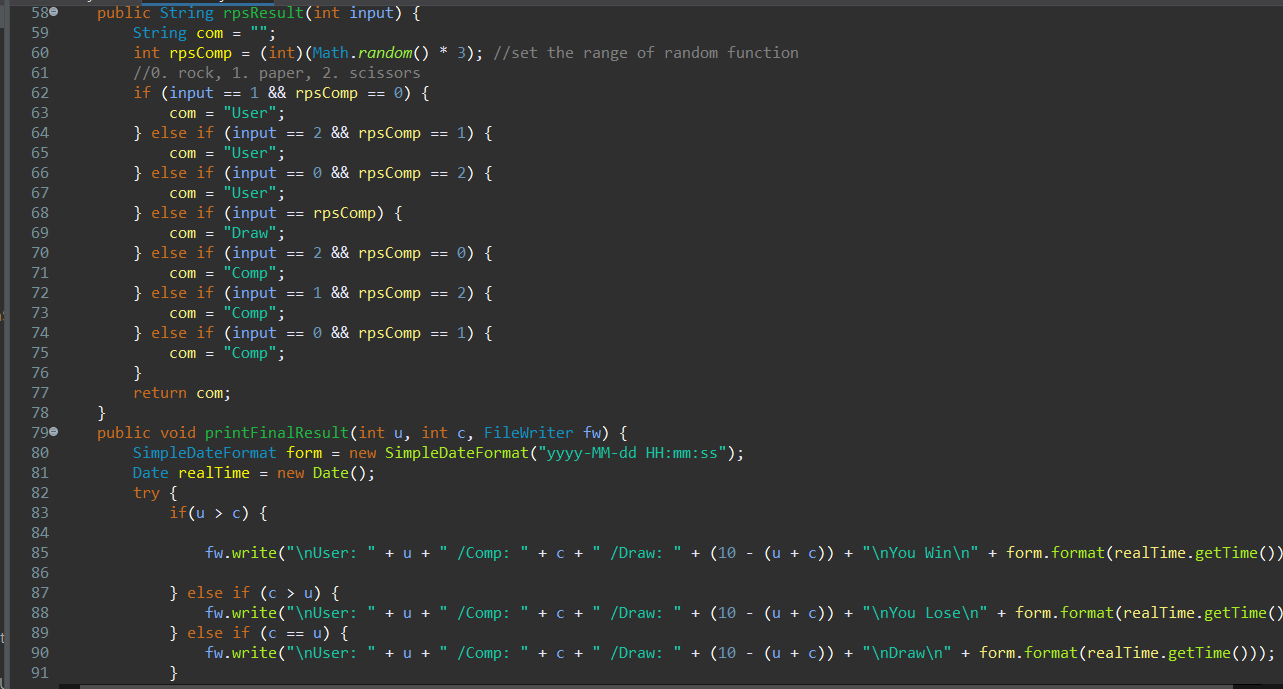 58 public String rpsResult(int input) {
59 String com = "";
60 int rpsComp = (int)(Math.random() * 3); //set the range of random function
61 //0. rock, 1. paper, 2. scissors
62 if (input == 1 && rpsComp == 0) {
63 com = "User";
64 } else if (input == 2 && rpsComp == 1) {
65 com = "User";
66 } else if (input == 0 && rpsComp == 2) {
67 com = "User";
68 } else if (input == rpsComp) {
69 com = "Draw";
70 } else if (input == 2 && rpsComp == 0) {
71 com = "Comp";
72 } else if (input == 1 && rpsComp == 2) {
73 com = "Comp";
74 } else if (input == 0 && rpsComp == 1) {
75 com = "Comp";
76 }
77 return com;
78 }
79 public void printFinalResult(int u, int c, FileWriter fw) {
80 SimpleDateFormat form = new SimpleDateFormat("yyyy-MM-dd HH:mm:ss");
81 Date realTime = new Date();
82 try {
83 if(u > c) {
84
85 fw.write("\nUser: " + u + " /Comp: " + c + " /Draw: " + (10 - (u + c)) + "\nYou Win\n" + form.format(realTime.getTime())
86
87 } else if (c > u) {
88 fw.write("\nUser: " + u + " /Comp: " + c + " /Draw: " + (10 - (u + c)) + "\nYou Lose\n" + form.format(realTime.getTime()
89 } else if (c == u) {
90 fw.write("\nUser: " + u + " /Comp: " + c + " /Draw: " + (10 - (u + c)) + "\nDraw\n" + form.format(realTime.getTime()));
91 }